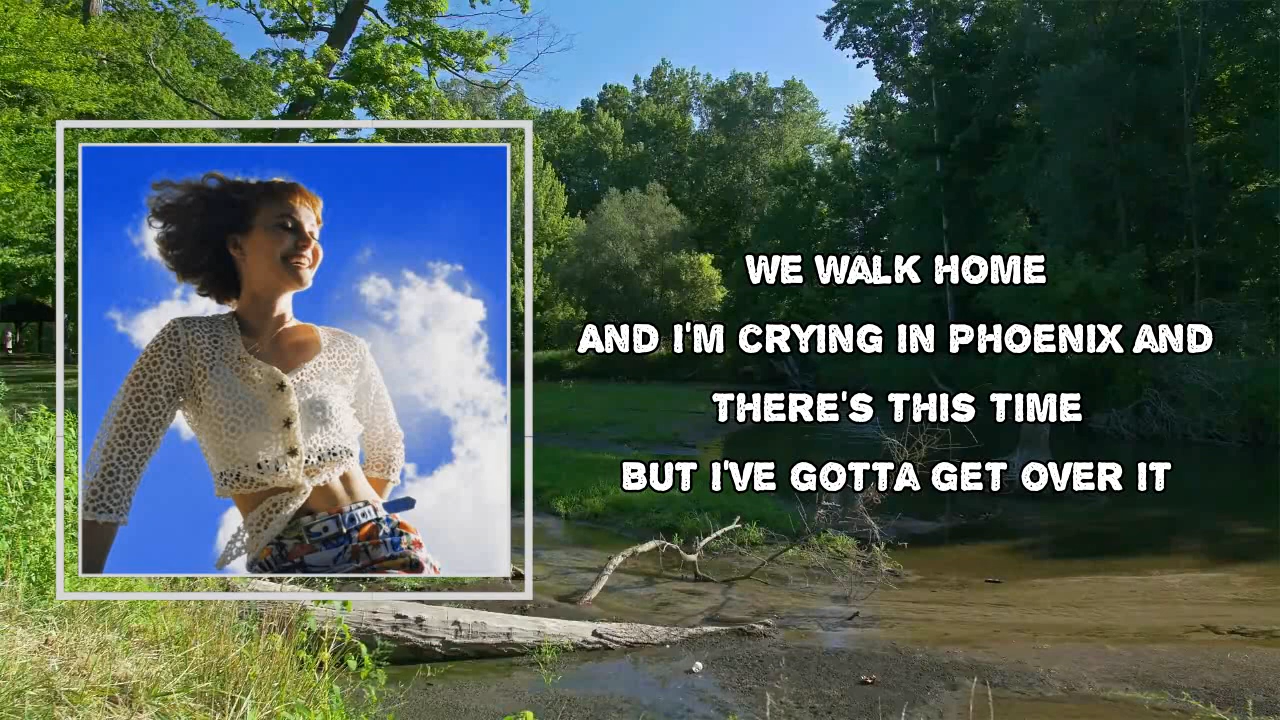 WE WALK HOME
AND I'M CRYING IN PHOENIX AND
THERE'S THIS TIME
BUT I'VE GOTTA GET OVER IT